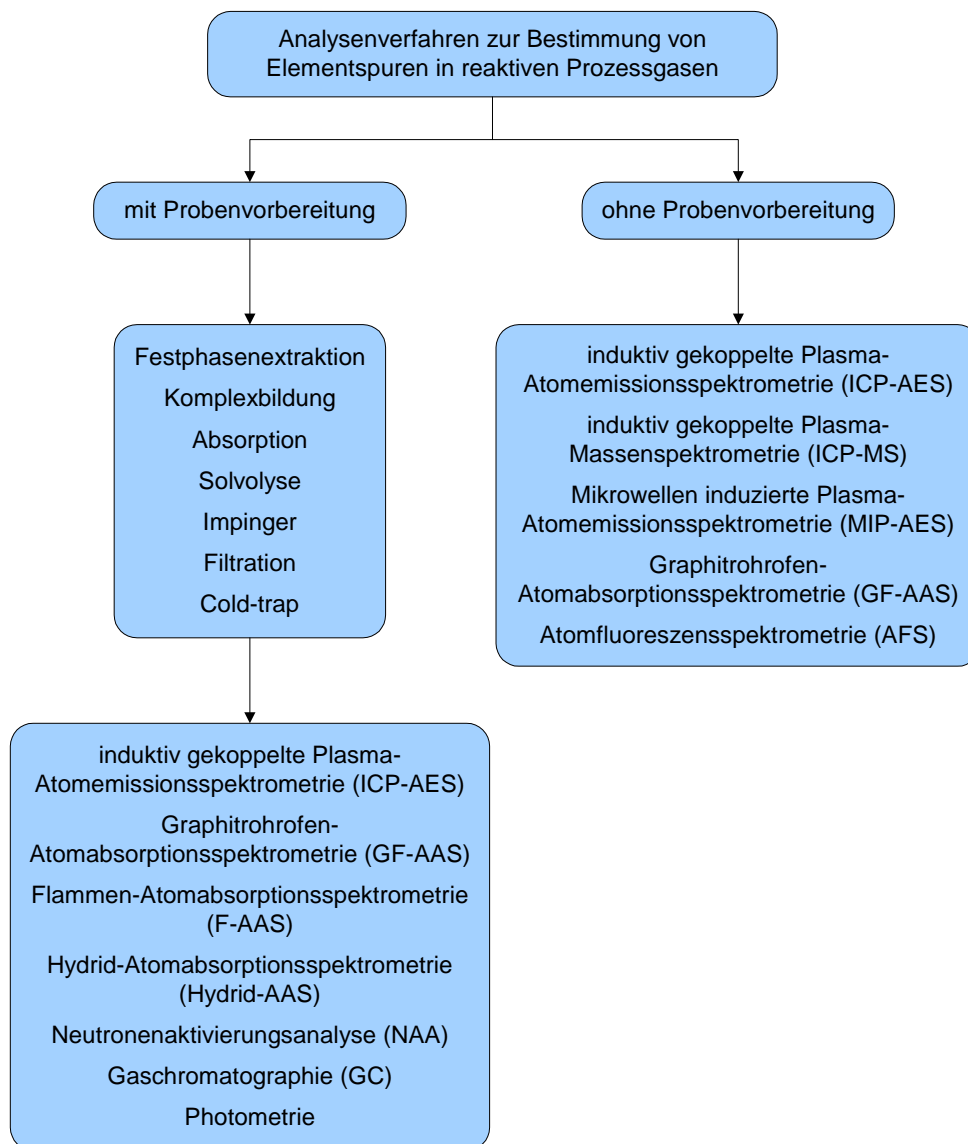 Analysenverfahren zur Bestimmung von
Elementspuren in reaktiven Prozessgasen
mit Probenvorbereitung
ohne Probenvorbereitung
Festphasenextraktion
Komplexbildung
Absorption
Solvolyse
Impinger
Filtration
Cold-trap
induktiv gekoppelte Plasma-
Atomemissionsspektrometrie (ICP-AES)
induktiv gekoppelte Plasma-
Massenspektrometrie (ICP-MS)
Mikrowellen induzierte Plasma-
Atomemissionsspektrometrie (MIP-AES)
Graphitrohrofen-
Atomabsorptionsspektrometrie (GF-AAS)
Atomfluoreszensspektrometrie (AFS)
induktiv gekoppelte Plasma-
Atomemissionsspektrometrie (ICP-AES)
Graphitrohrofen-
Atomabsorptionsspektrometrie (GF-AAS)
Flammen-Atomabsorptionsspektrometrie
(F-AAS)
Hydrid-Atomabsorptionsspektrometrie
(Hydrid-AAS)
Neutronenaktivierungsanalyse (NAA)
Gaschromatographie (GC)
Photometrie